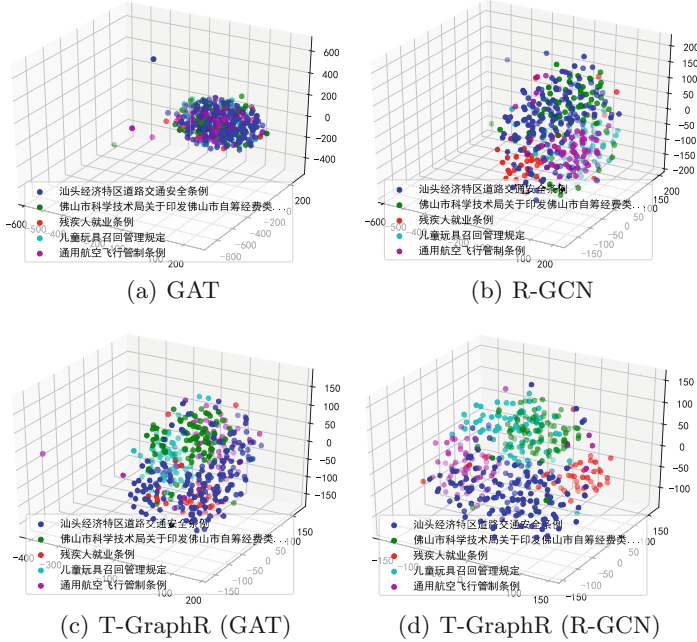 600
400
200
0
−200
−400
汕头经济特区道路交通安全条例
佛山市科学技术局关于印发佛山市自筹经费类...
残疾人就业条例
儿童玩具召回管理规定
通用航空飞行管制条例
200
0
−200
−600
−800
200
(a) GAT
200
150
100
50
0
−50
−100
−150
−200
汕头经济特区道路交通安全条例
佛山市科学技术局关于印发佛山市自筹经费类...
残疾人就业条例
儿童玩具召回管理规定
通用航空飞行管制条例
200
150
100
50
0
−50
−100
−150
−600
200
(b) R-GCN
150
100
50
0
−50
−100
−150
汕头经济特区道路交通安全条例
佛山市科学技术局关于印发佛山市自筹经费类...
残疾人就业条例
儿童玩具召回管理规定
通用航空飞行管制条例
150
100
50
0
−50
−100
−150
−400
−300
100
200
(c) T-GraphR (GAT)
150
100
50
0
−50
−100
汕头经济特区道路交通安全条例
佛山市科学技术局关于印发佛山市自筹经费类...
残疾人就业条例
儿童玩具召回管理规定
通用航空飞行管制条例
150
100
50
0
−50
−100
−150
−150
100
150
(d) T-GraphR (R-GCN)